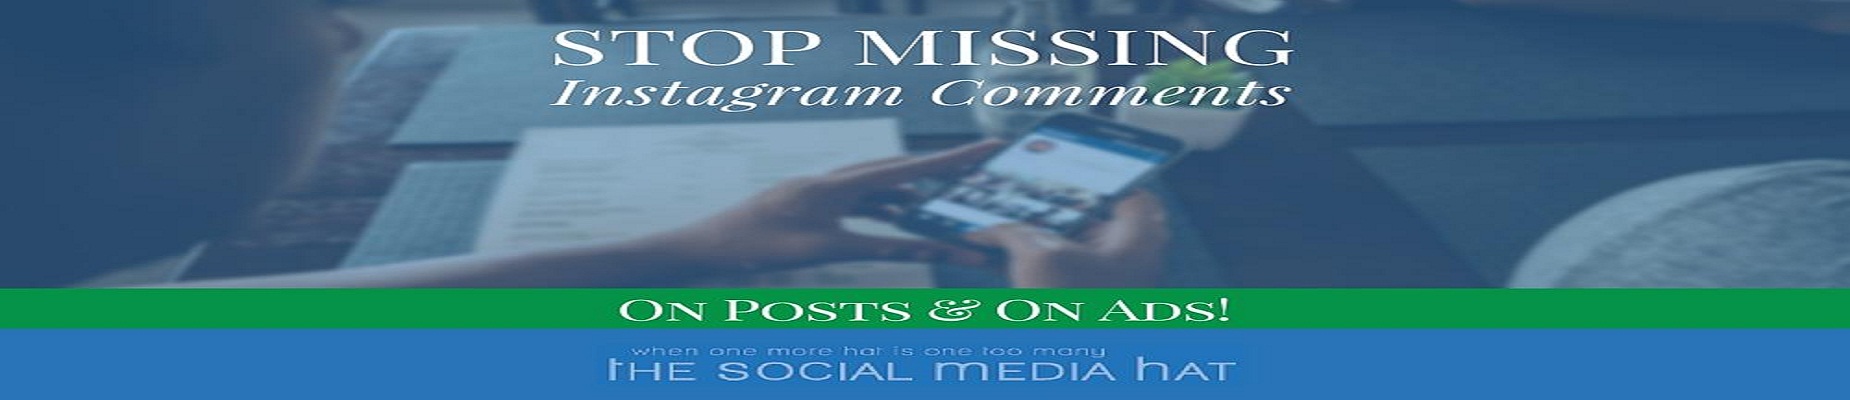 STOP MISSING
Instagram Comments
ON POSTS & ON ADS!
when one more hat is one too many
THE SOCIAL MEDIA HAT